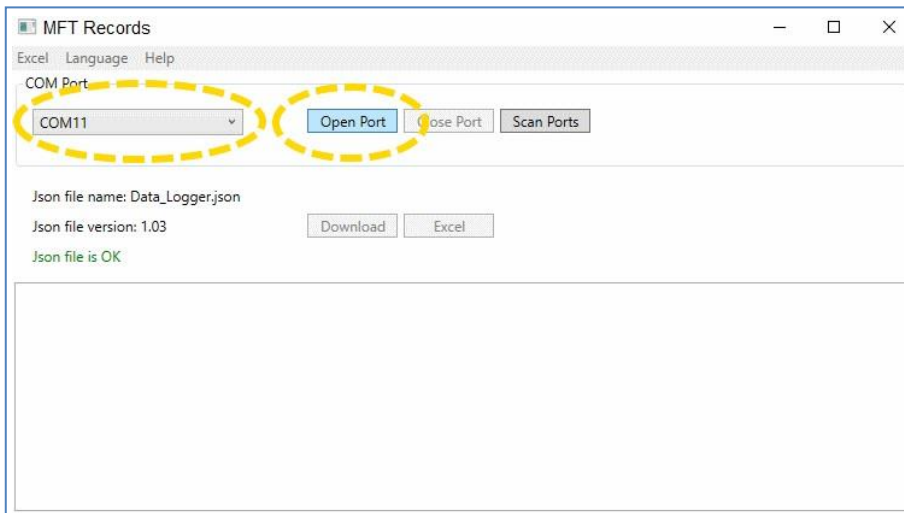 MFT Records
Excel Language Help
COM Port
COM11 Open Port Close Port Scan Ports
Json file name: Data_Logger.json
Json file version: 1.03 Download Excel
Json file is OK